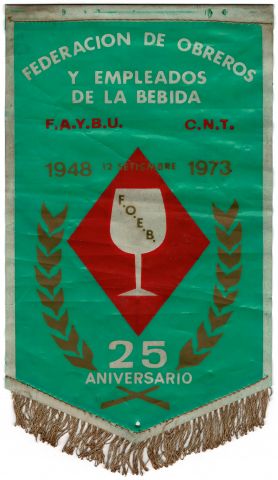 FEDERACION DE OBREROS
Y EMPLEADOS
DE LA BEBIDA
F.A.Y.B.U. C.N.T.
1948 12 SETIEMBRE 1973
F.O.E.B.
25
ANIVERSARIO